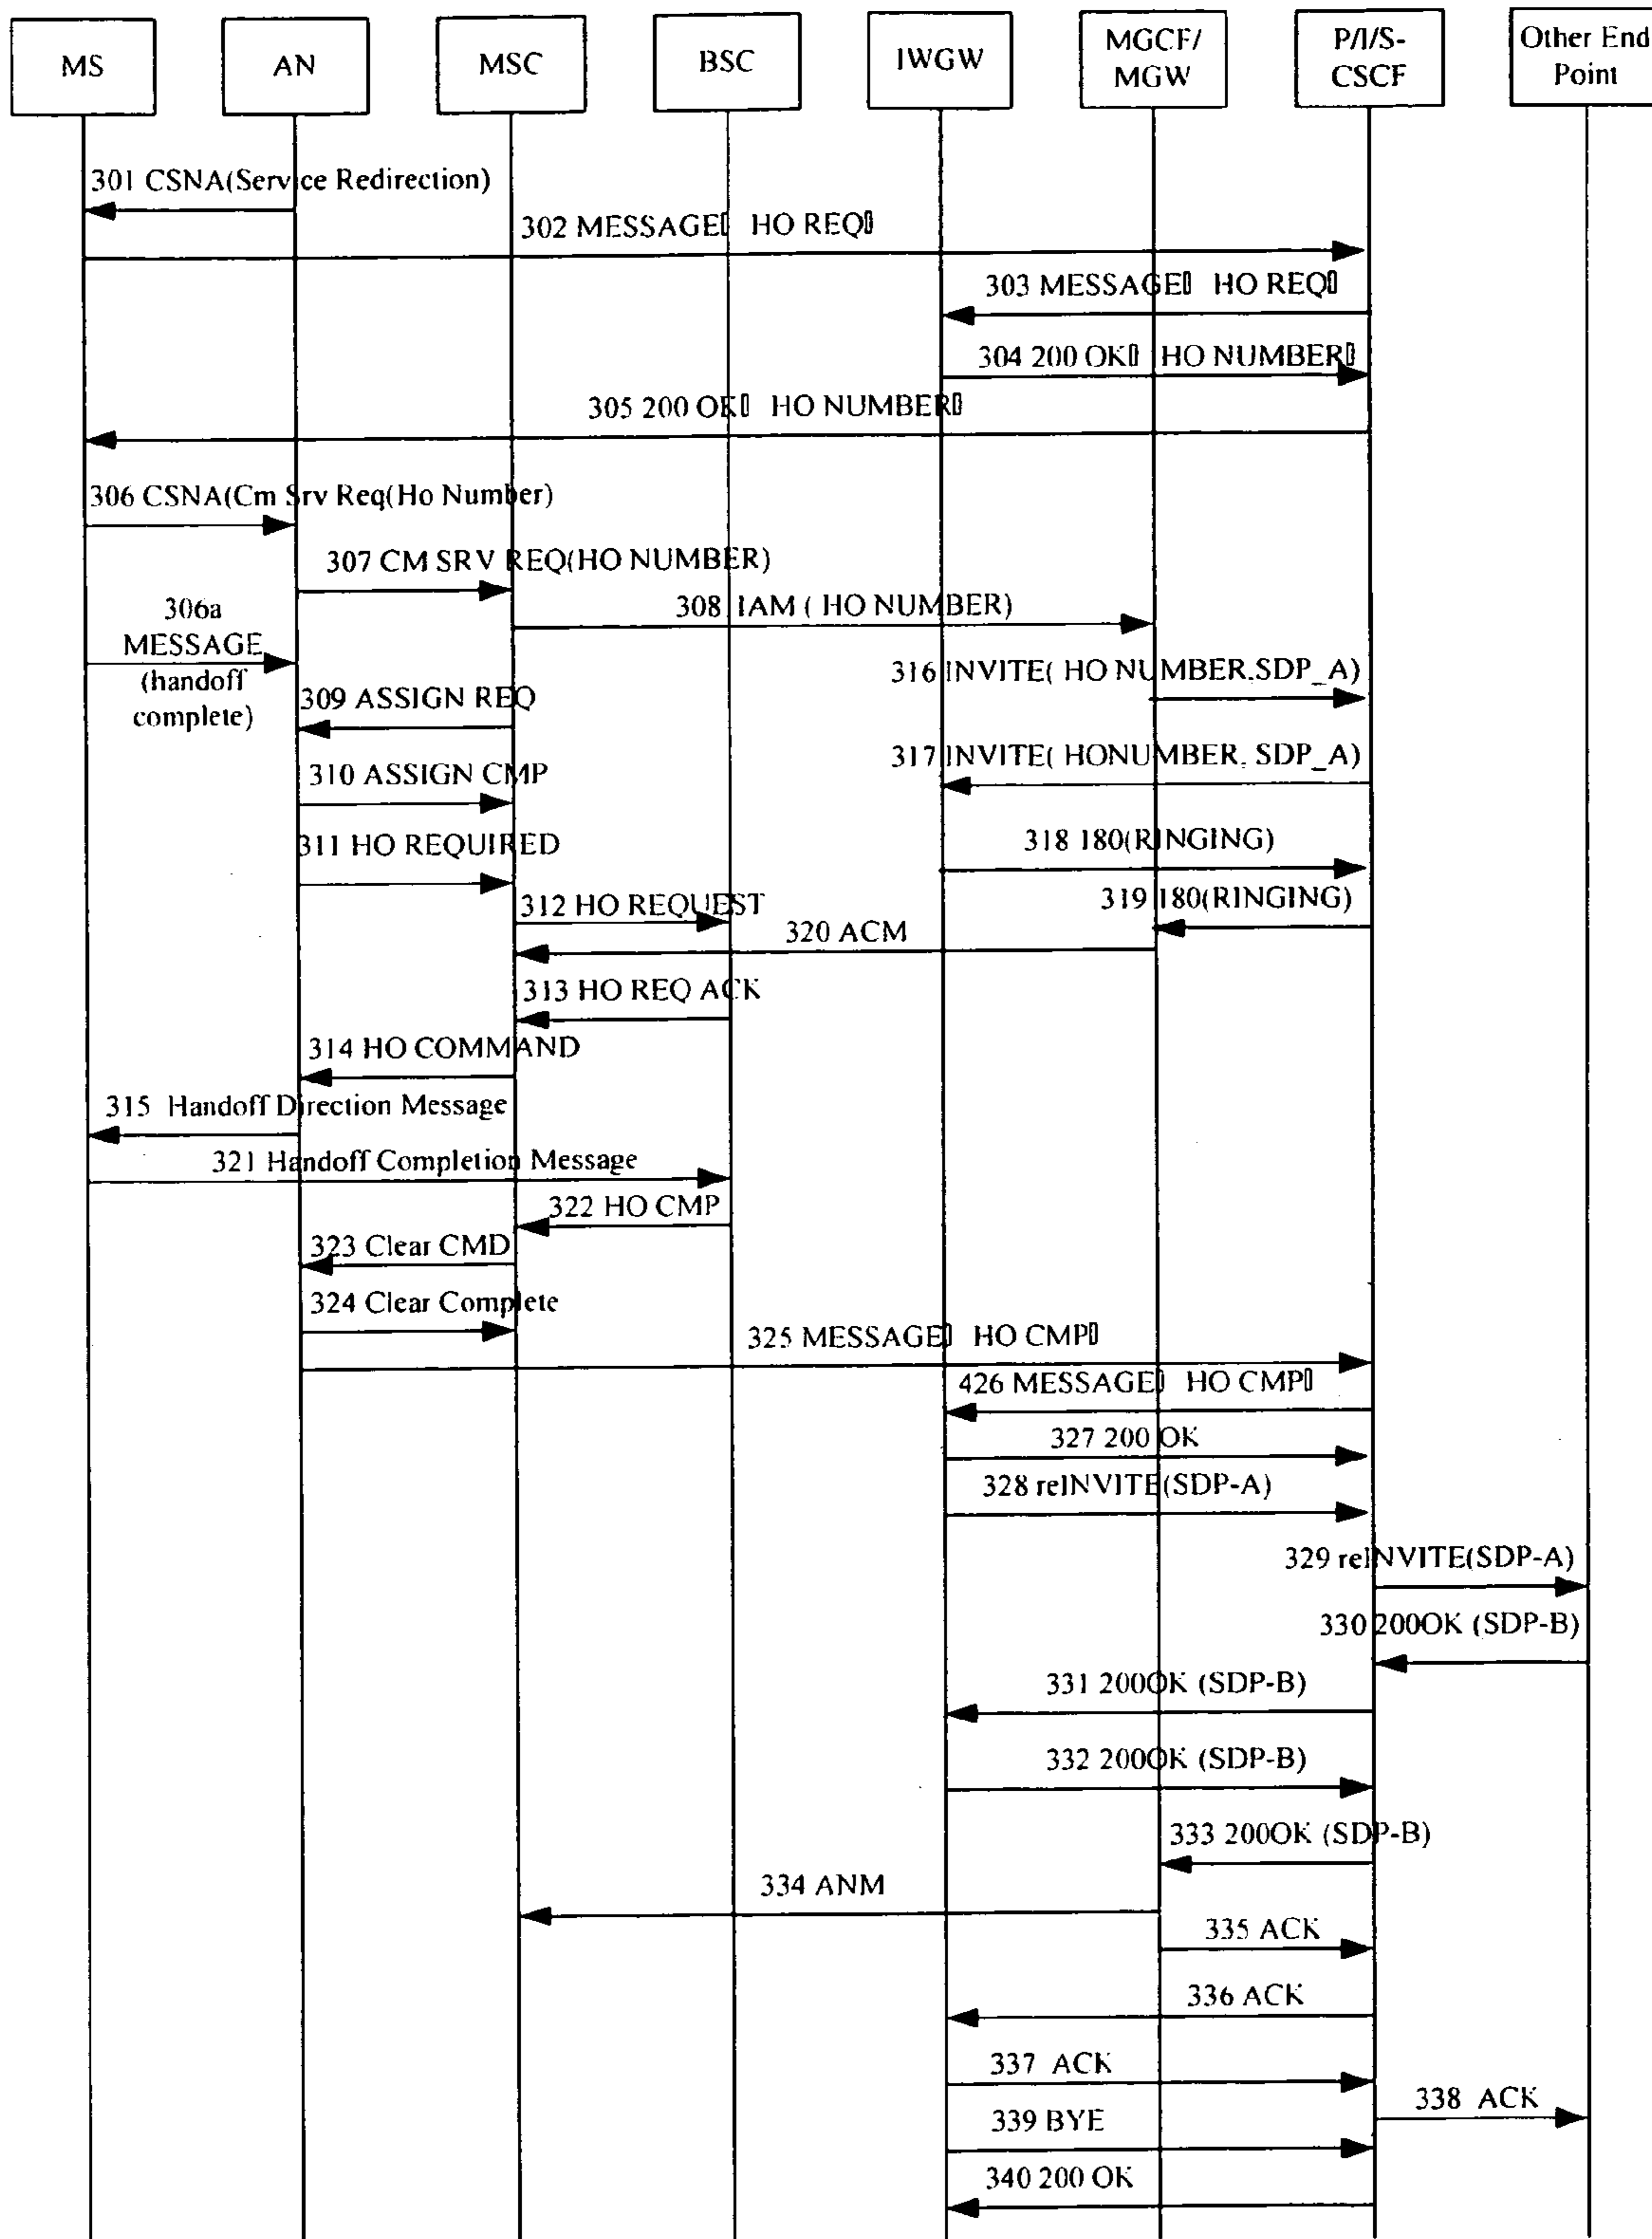 MS
AN
MSC
BSC
IWGW
MGCF/
MGW
P/I/S-
CSCF
Other End
Point
301 CSNA(Service Redirection)
302 MESSAGE▯ HO REQ▯
303 MESSAGE▯ HO REQ▯
304 200 OK▯ HO NUMBER▯
305 200 OK▯ HO NUMBER▯
306 CSNA(Cm Srv Req(Ho Number)
307 CM SRV REQ(HO NUMBER)
306a
MESSAGE
(handoff
complete)
308 IAM ( HO NUMBER)
316 INVITE( HO NUMBER.SDP_A)
309 ASSIGN REQ
317 INVITE( HONUMBER. SDP_A)
310 ASSIGN CMP
311 HO REQUIRED
318 180(RINGING)
312 HO REQUEST
319 180(RINGING)
320 ACM
313 HO REQ ACK
314 HO COMMAND
315 Handoff Direction Message
321 Handoff Completion Message
322 HO CMP
323 Clear CMD
324 Clear Complete
325 MESSAGE▯ HO CMP▯
426 MESSAGE▯ HO CMP▯
327 200 OK
328 reINVITE(SDP-A)
329 reINVITE(SDP-A)
330 200OK (SDP-B)
331 200OK (SDP-B)
332 200OK (SDP-B)
333 200OK (SDP-B)
334 ANM
335 ACK
336 ACK
337 ACK
338 ACK
339 BYE
340 200 OK